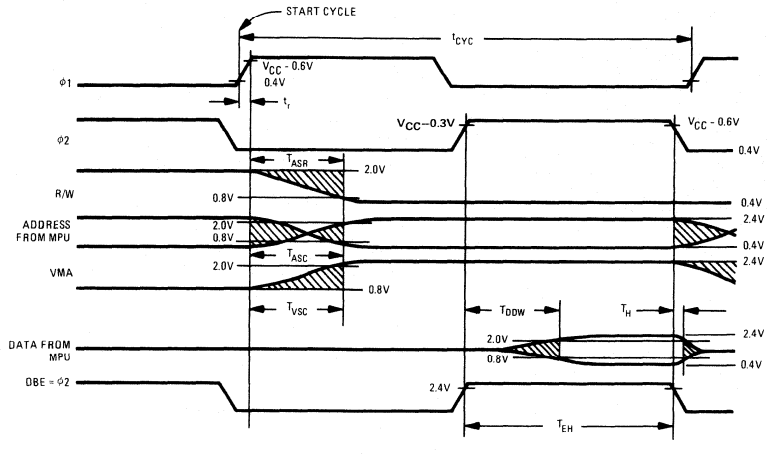 START CYCLE
tCYC
VCC - 0.6V
0.4V
φ1
tr
VCC - 0.3V
VCC - 0.6V
φ2
0.4V
TASR
2.0V
R/W
0.8V
0.4V
2.4V
ADDRESS
FROM MPU
2.0V
0.8V
0.4V
TASC
2.4V
2.0V
VMA
0.8V
TVSC
TDDW
TH
2.4V
2.0V
DATA FROM
MPU
0.8V
0.4V
DBE = φ2
2.4V
TEH